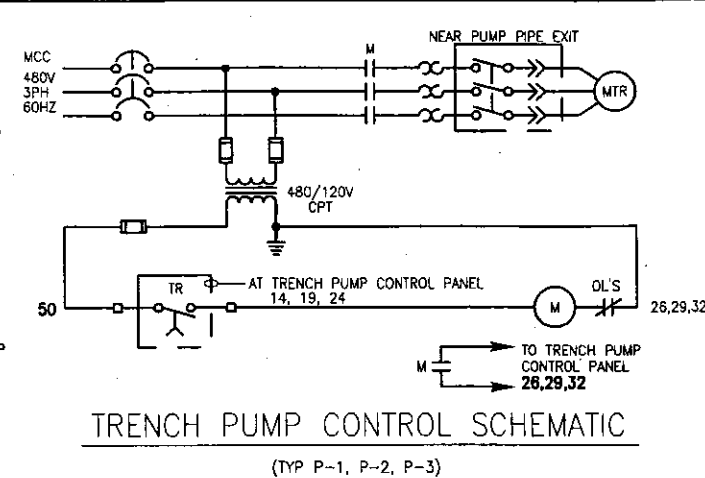 NEAR PUMP PIPE EXIT
MCC
480V
3PH
60HZ
M
MTR
480/120V
CPT
TR
AT TRENCH PUMP CONTROL PANEL
14, 19, 24
50
M
OL'S
26,29,32
M
TO TRENCH PUMP
CONTROL PANEL
26,29,32
TRENCH PUMP CONTROL SCHEMATIC
(TYP P-1, P-2, P-3)